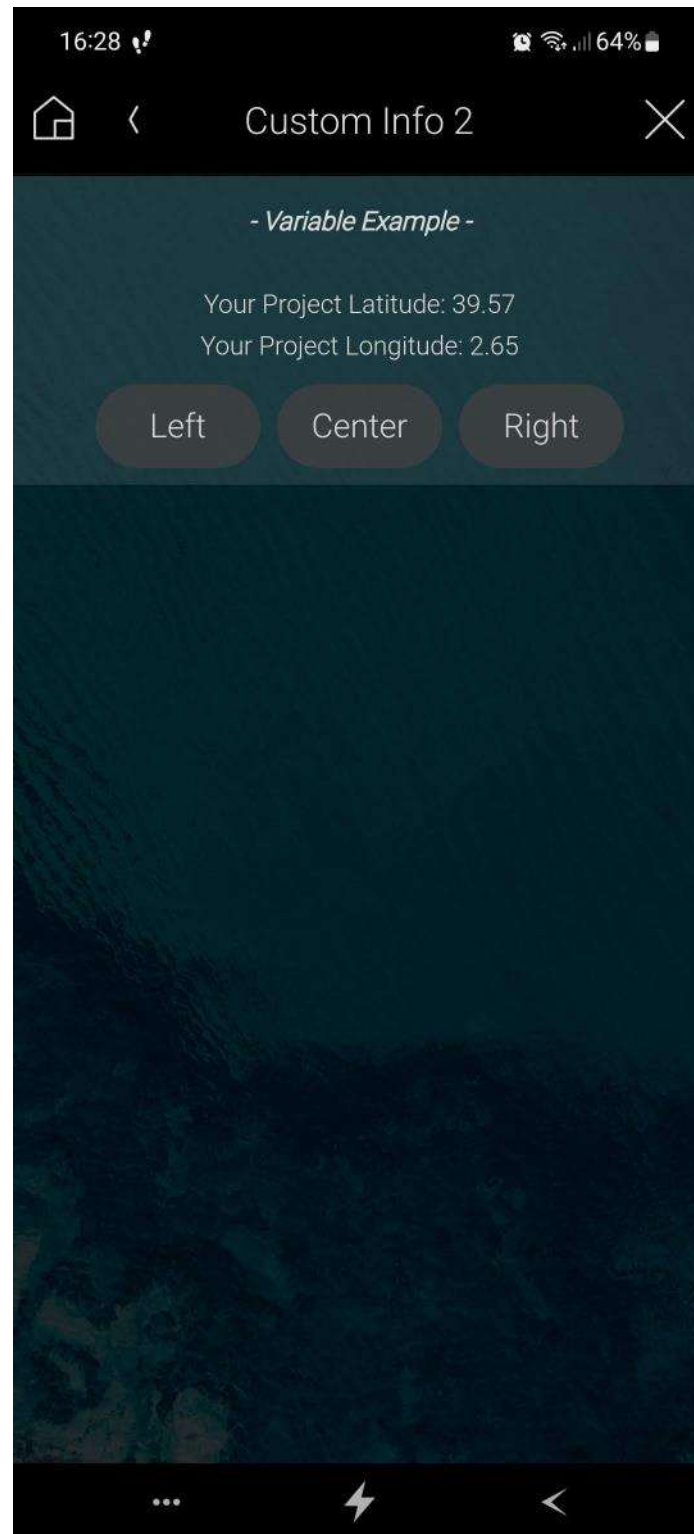 16:28 64%
Custom Info 2
- Variable Example -
Your Project Latitude: 39.57
Your Project Longitude: 2.65
Left Center Right